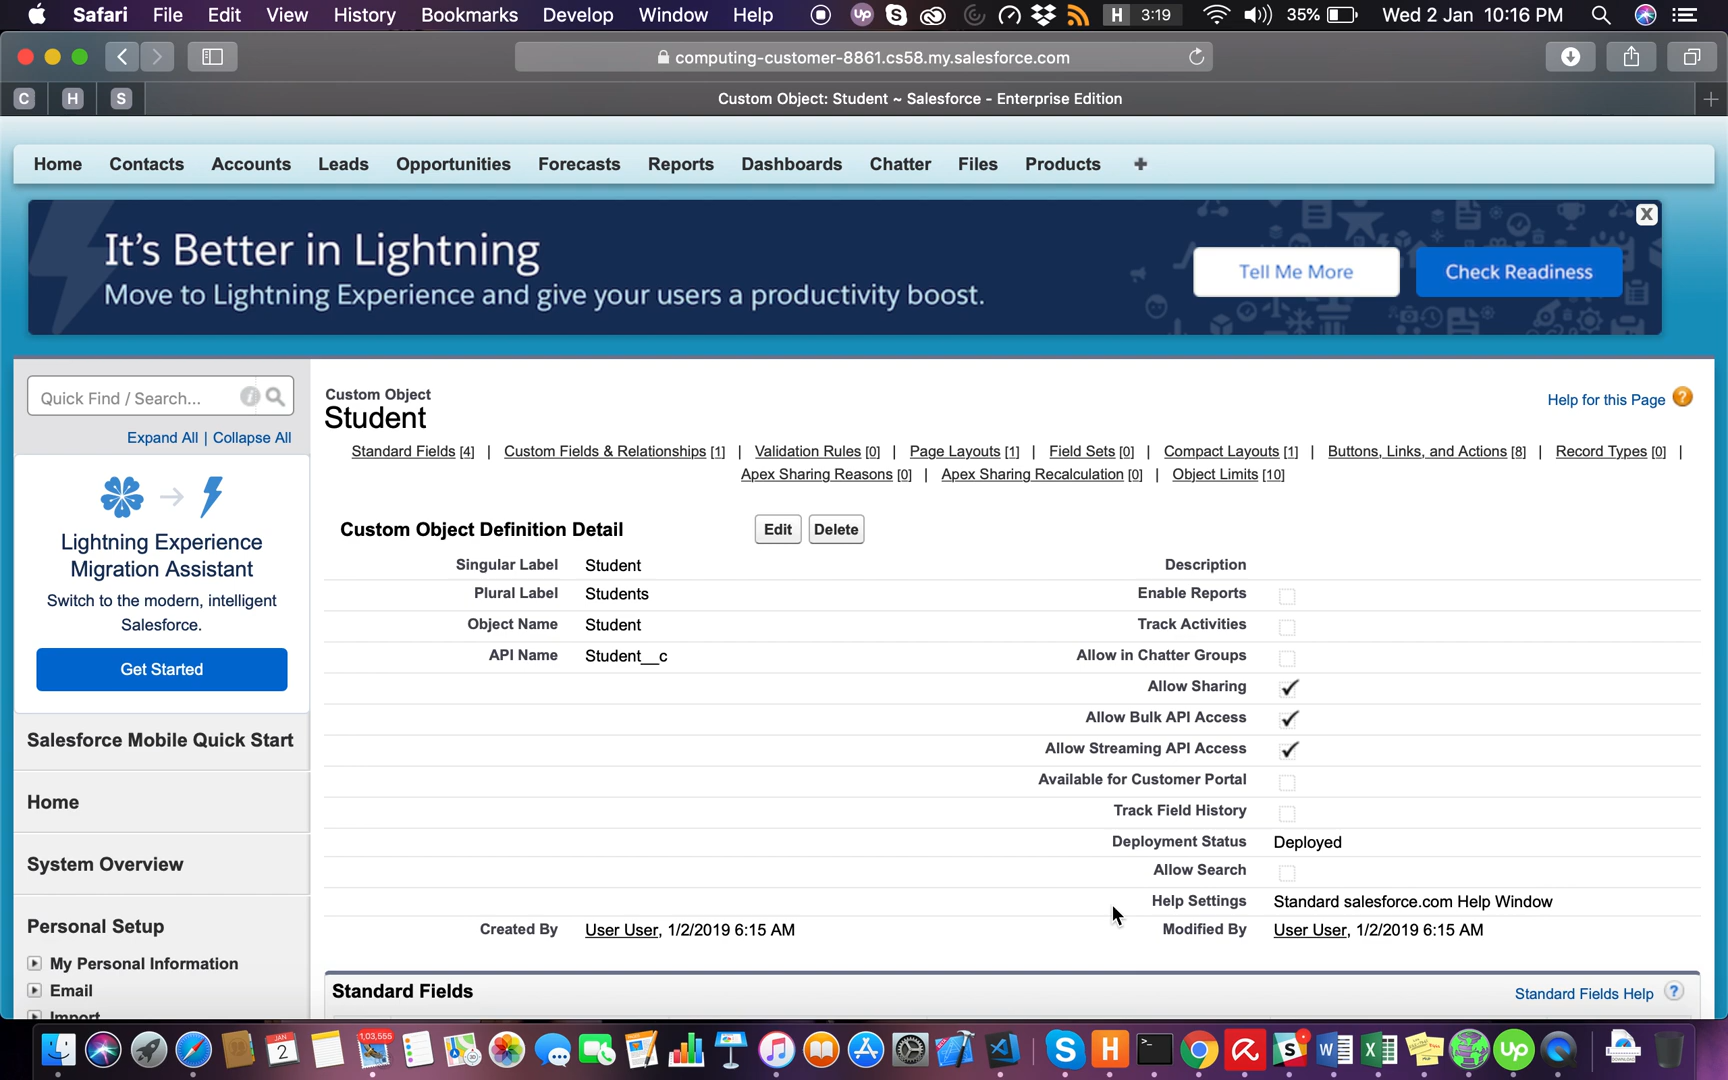 Safari File Edit View History Bookmarks Develop Window Help UP S H 3:19 35% Wed 2 Jan 10:16 PM
computing-customer-8861.cs58.my.salesforce.com
C H S Custom Object: Student ~ Salesforce - Enterprise Edition +
Home Contacts Accounts Leads Opportunities Forecasts Reports Dashboards Chatter Files Products +
It's Better in Lightning
Move to Lightning Experience and give your users a productivity boost.
Tell Me More Check Readiness X
Quick Find / Search... i
Expand All | Collapse All
Lightning Experience
Migration Assistant
Switch to the modern, intelligent
Salesforce.
Get Started
Salesforce Mobile Quick Start
Home
System Overview
Personal Setup
My Personal Information
Email
Import
Custom Object
Student
Help for this Page ?
Standard Fields [4] | Custom Fields & Relationships [1] | Validation Rules [0] | Page Layouts [1] | Field Sets [0] | Compact Layouts [1] | Buttons, Links, and Actions [8] | Record Types [0] |
Apex Sharing Reasons [0] | Apex Sharing Recalculation [0] | Object Limits [10]
Custom Object Definition Detail Edit Delete
Singular Label Student Description
Plural Label Students Enable Reports
Object Name Student Track Activities
API Name Student__c Allow in Chatter Groups
Allow Sharing
Allow Bulk API Access
Allow Streaming API Access
Available for Customer Portal
Track Field History
Deployment Status Deployed
Allow Search
Help Settings Standard salesforce.com Help Window
Created By User User, 1/2/2019 6:15 AM Modified By User User, 1/2/2019 6:15 AM
Standard Fields Standard Fields Help ?
JAN 2 1,03,555 S H S W X UP